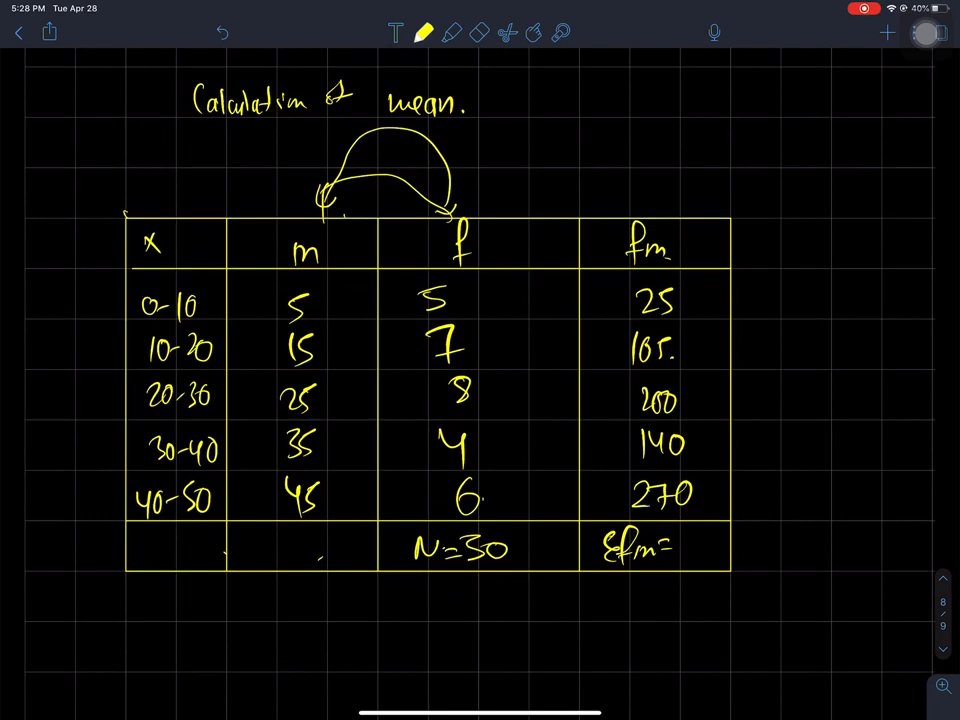 5:28 PM Tue Apr 28 40%
T
Calculation of mean.
x m f fm
0-10 5 5 25
10-20 15 7 105.
20-30 25 8 200
30-40 35 4 140
40-50 45 6. 270
N=30 Σfm=
8
/
9